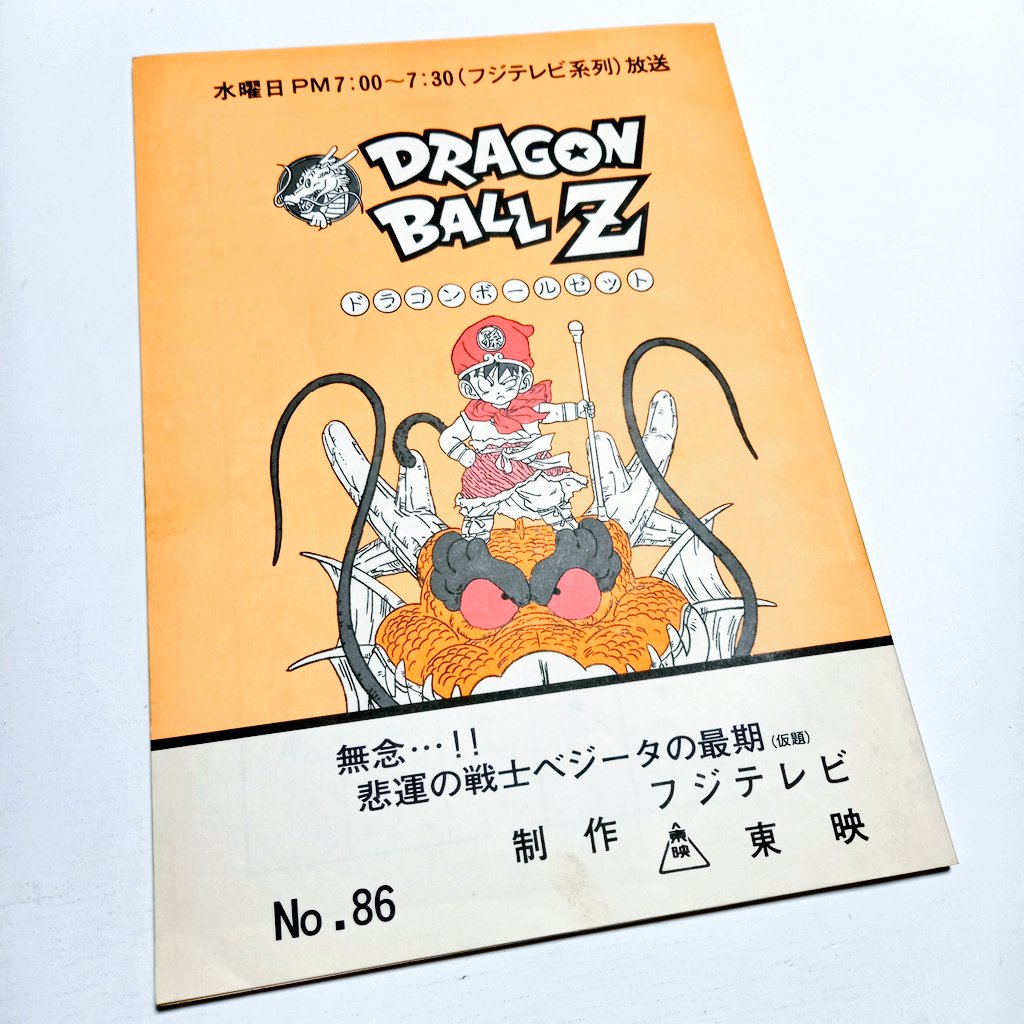 水曜日PM7:00～7:30(フジテレビ系列)放送
DRAGON
BALL Z
ドラゴンボールゼット
無念…!!
悲運の戦士ベジータの最期(仮題)
フジテレビ
制作 東映 東映
No.86